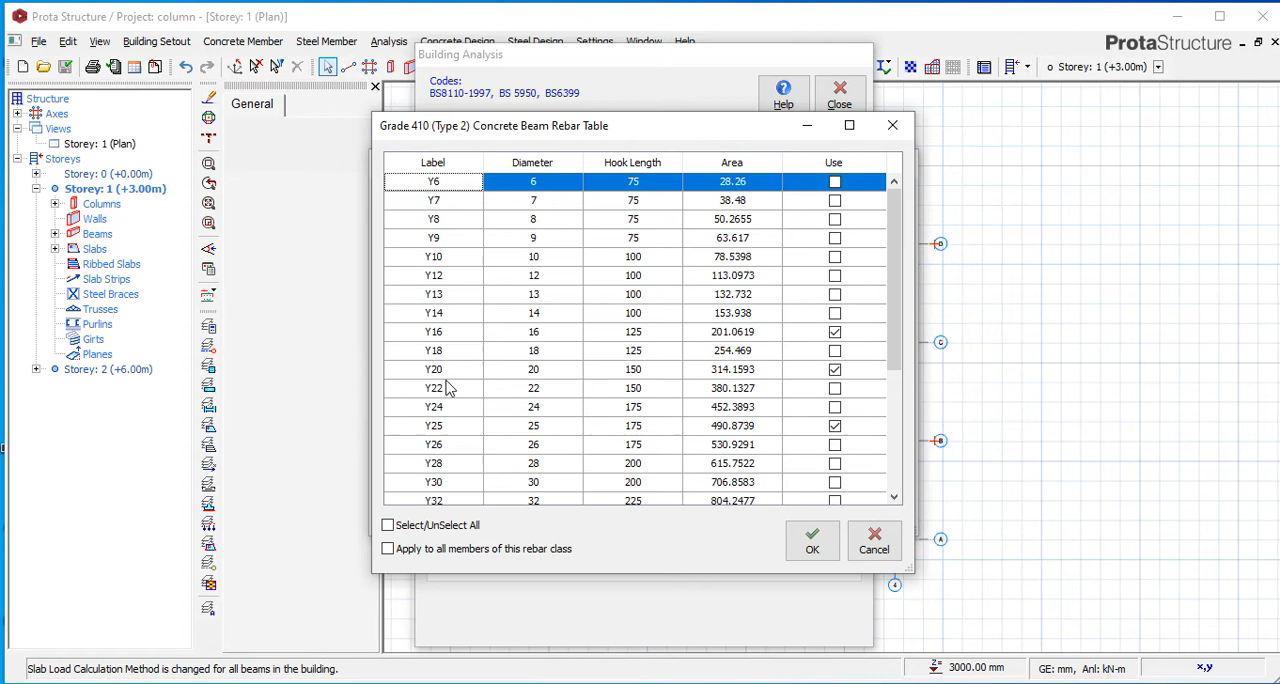 Prota Structure / Project: column - [Storey: 1 (Plan)]
File Edit View Building Setout Concrete Member Steel Member Analysis Concrete Design Steel Design Settings Window Help
ProtaStructure
Storey: 1 (+3.00m)
Structure
Axes
Views
Storey: 1 (Plan)
Storeys
Storey: 0 (+0.00m)
Storey: 1 (+3.00m)
Columns
Walls
Beams
Slabs
Ribbed Slabs
Slab Strips
Steel Braces
Trusses
Purlins
Girts
Planes
Storey: 2 (+6.00m)
General
Building Analysis
Codes:
BS8110-1997, BS 5950, BS6399
Help
Close
Grade 410 (Type 2) Concrete Beam Rebar Table
Label Diameter Hook Length Area Use
Y6 6 75 28.26
Y7 7 75 38.48
Y8 8 75 50.2655
Y9 9 75 63.617
Y10 10 100 78.5398
Y12 12 100 113.0973
Y13 13 100 132.732
Y14 14 100 153.938
Y16 16 125 201.0619
Y18 18 125 254.469
Y20 20 150 314.1593
Y22 22 150 380.1327
Y24 24 175 452.3893
Y25 25 175 490.8739
Y26 26 175 530.9291
Y28 28 200 615.7522
Y30 30 200 706.8583
Y32 32 225 804.2477
Select/UnSelect All
Apply to all members of this rebar class
OK
Cancel
D
C
B
A
4
Slab Load Calculation Method is changed for all beams in the building.
3000.00 mm
GE: mm, Anl: kN-m
x,y